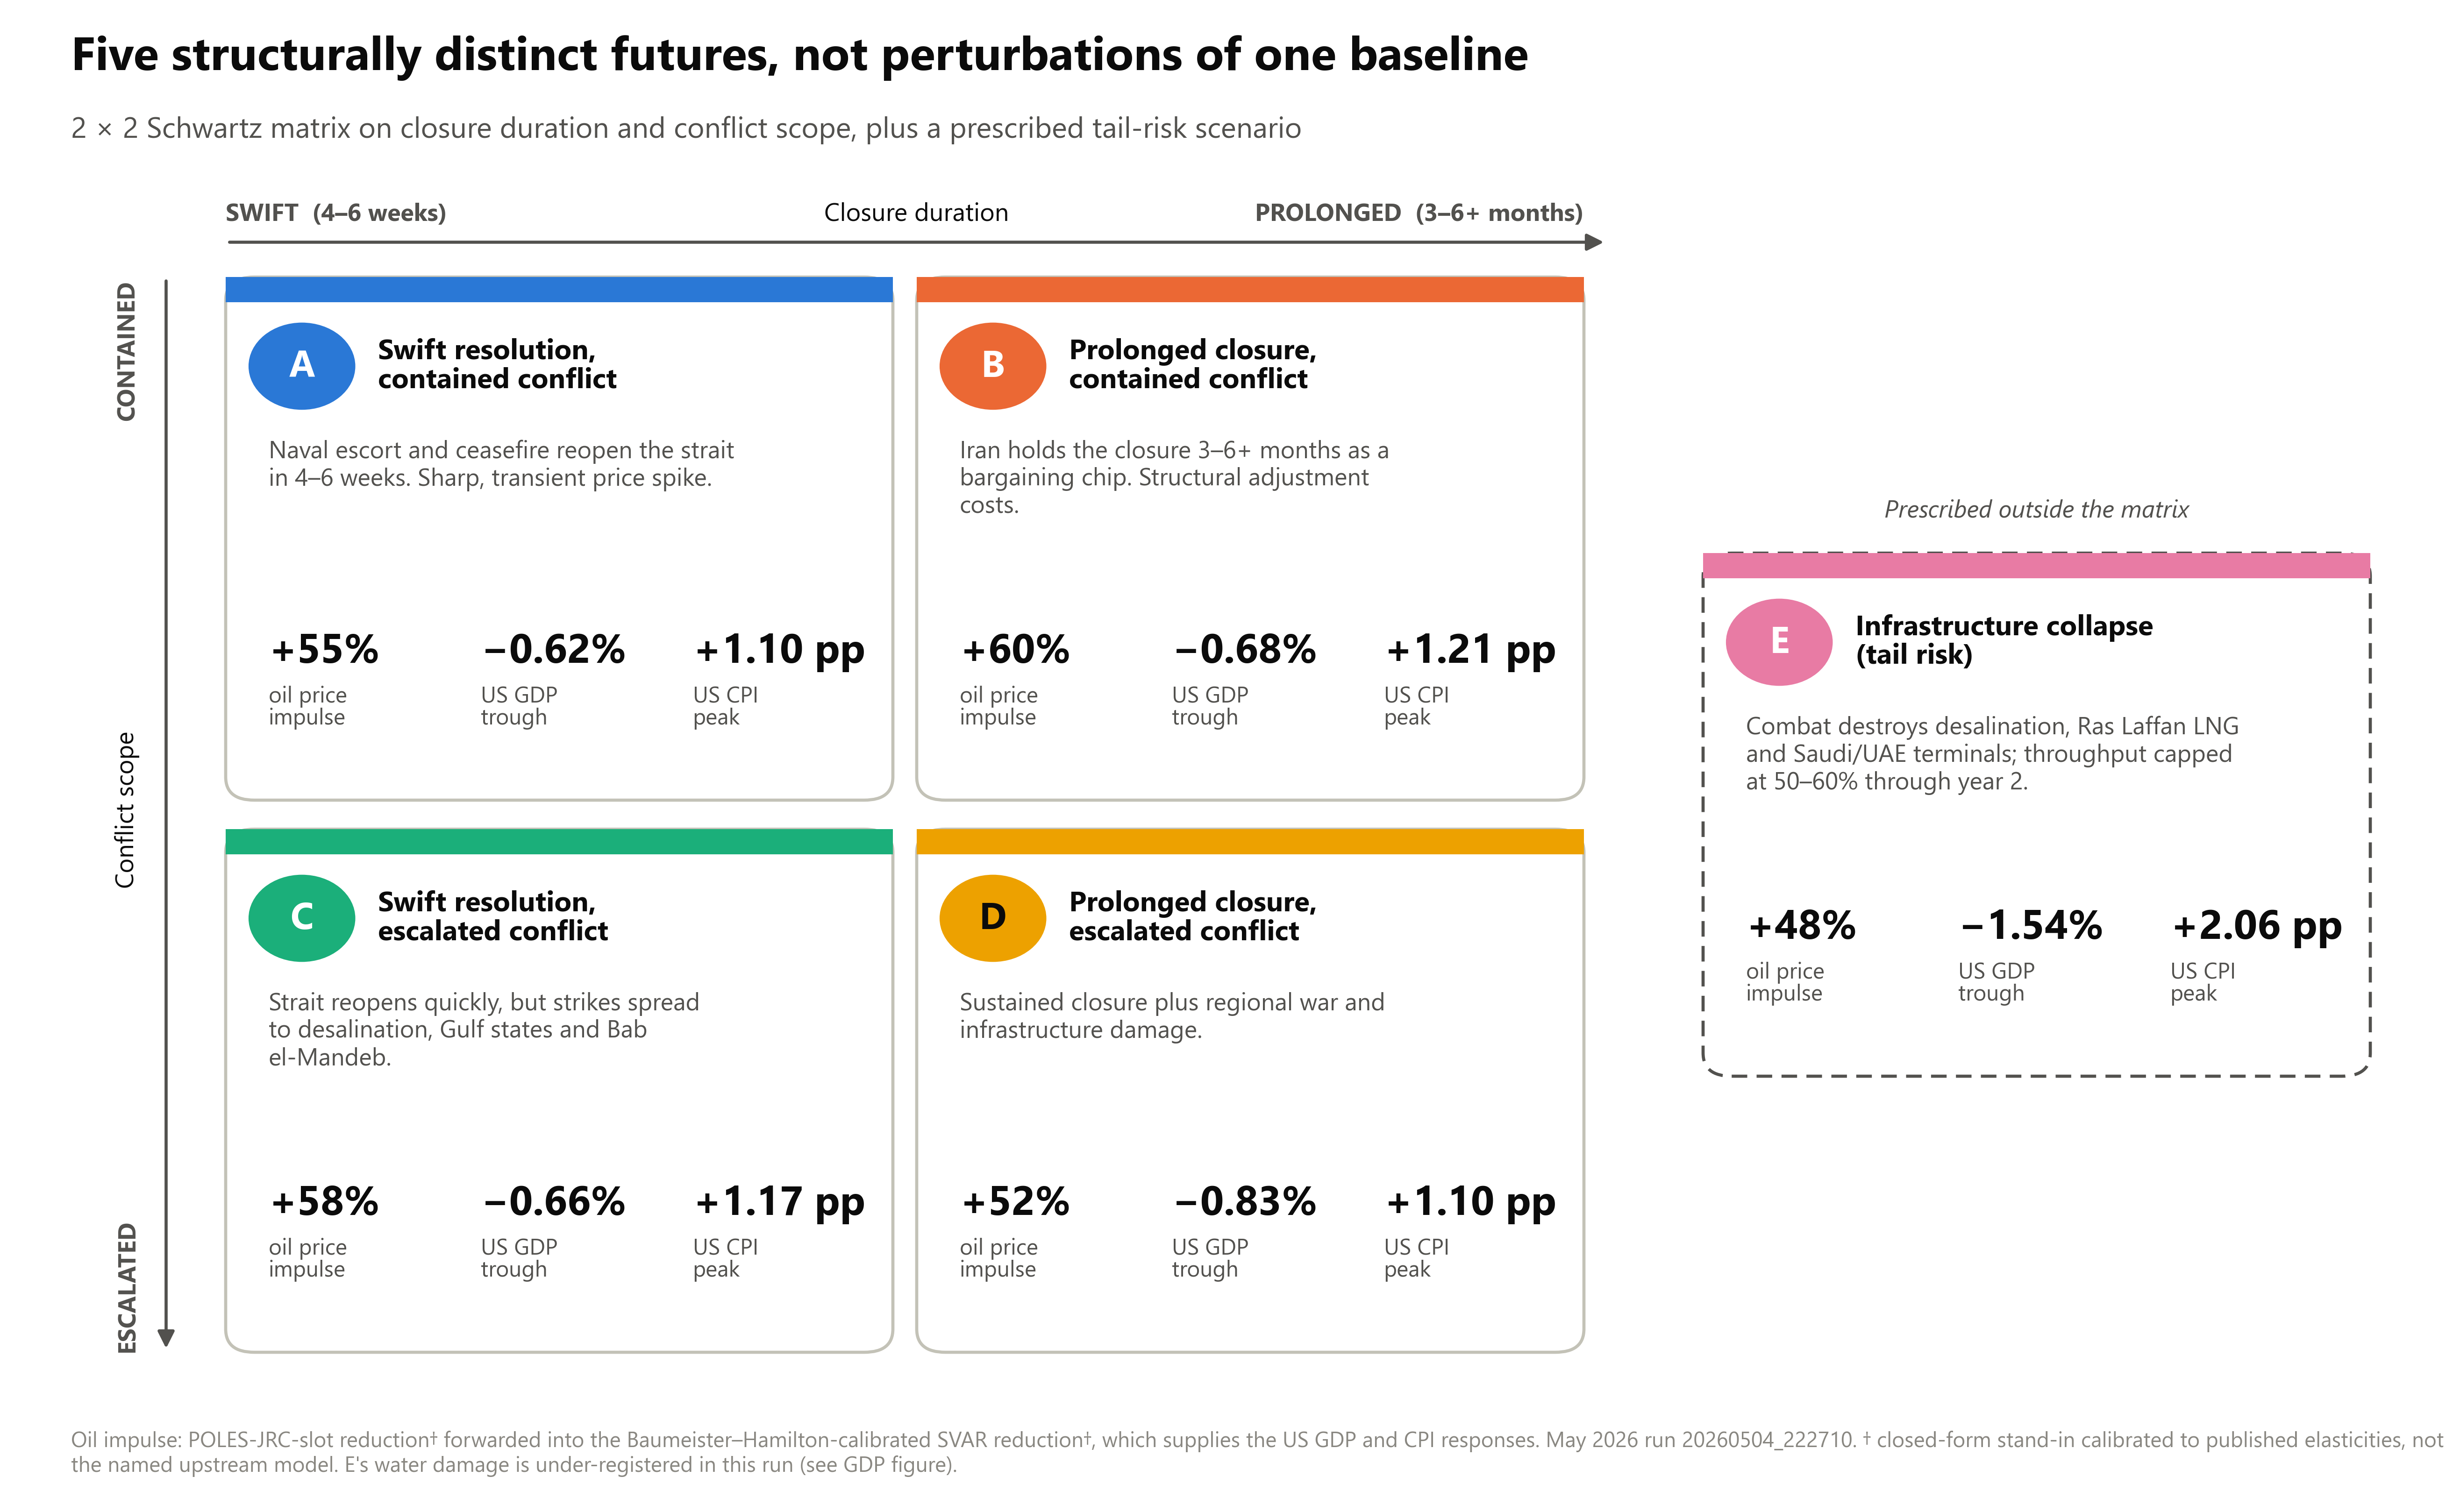 Five structurally distinct futures, not perturbations of one baseline
2 × 2 Schwartz matrix on closure duration and conflict scope, plus a prescribed tail-risk scenario
SWIFT (4–6 weeks)
Closure duration
PROLONGED (3–6+ months)
CONTAINED
Conflict scope
ESCALATED
A
Swift resolution,
contained conflict
Naval escort and ceasefire reopen the strait
in 4–6 weeks. Sharp, transient price spike.
+55%
oil price
impulse
−0.62%
US GDP
trough
+1.10 pp
US CPI
peak
B
Prolonged closure,
contained conflict
Iran holds the closure 3–6+ months as a
bargaining chip. Structural adjustment
costs.
+60%
oil price
impulse
−0.68%
US GDP
trough
+1.21 pp
US CPI
peak
C
Swift resolution,
escalated conflict
Strait reopens quickly, but strikes spread
to desalination, Gulf states and Bab
el-Mandeb.
+58%
oil price
impulse
−0.66%
US GDP
trough
+1.17 pp
US CPI
peak
D
Prolonged closure,
escalated conflict
Sustained closure plus regional war and
infrastructure damage.
+52%
oil price
impulse
−0.83%
US GDP
trough
+1.10 pp
US CPI
peak
Prescribed outside the matrix
E
Infrastructure collapse
(tail risk)
Combat destroys desalination, Ras Laffan LNG
and Saudi/UAE terminals; throughput capped
at 50–60% through year 2.
+48%
oil price
impulse
−1.54%
US GDP
trough
+2.06 pp
US CPI
peak
Oil impulse: POLES-JRC-slot reduction† forwarded into the Baumeister–Hamilton-calibrated SVAR reduction†, which supplies the US GDP and CPI responses. May 2026 run 20260504_222710. † closed-form stand-in calibrated to published elasticities, not
the named upstream model. E's water damage is under-registered in this run (see GDP figure).